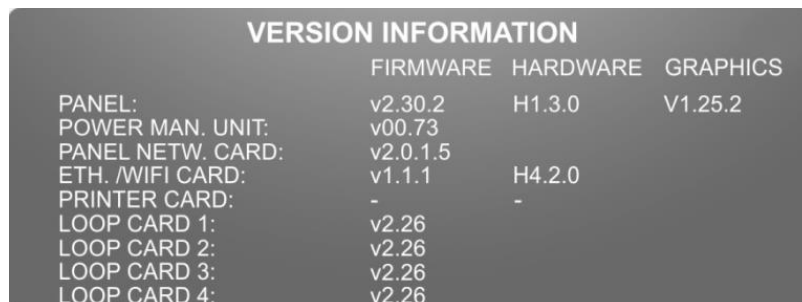 VERSION INFORMATION
FIRMWARE HARDWARE GRAPHICS
PANEL: v2.30.2 H1.3.0 V1.25.2
POWER MAN. UNIT: v00.73
PANEL NETW. CARD: v2.0.1.5
ETH. /WIFI CARD: v1.1.1 H4.2.0
PRINTER CARD: - -
LOOP CARD 1: v2.26
LOOP CARD 2: v2.26
LOOP CARD 3: v2.26
LOOP CARD 4: v2.26